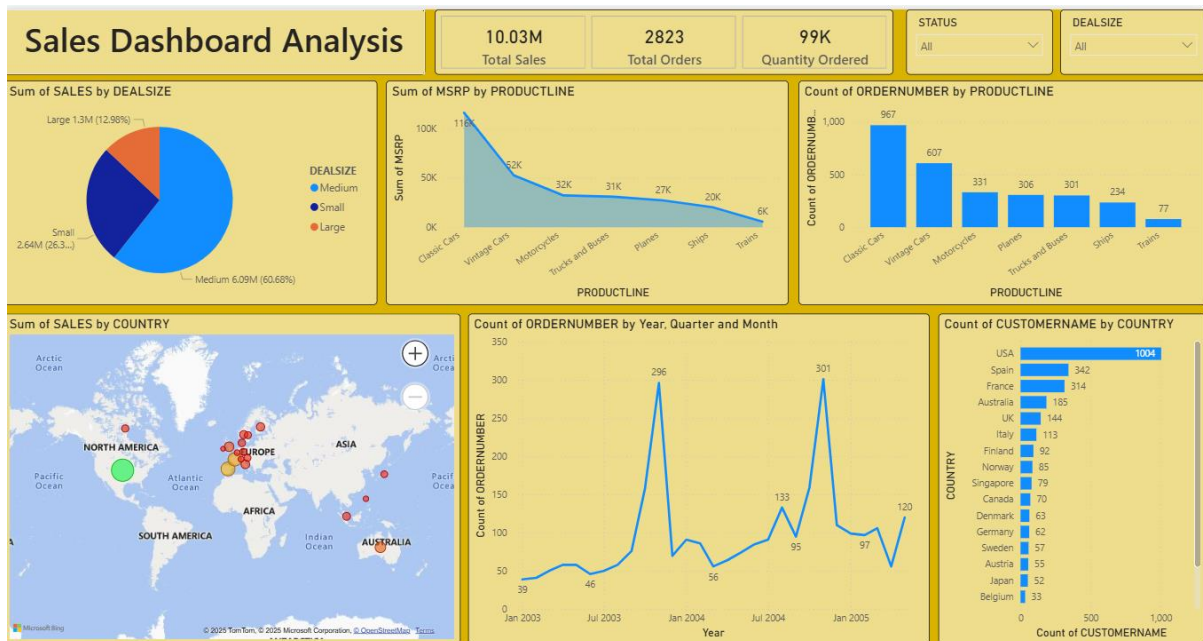 Sales Dashboard Analysis
10.03M
Total Sales
2823
Total Orders
99K
Quantity Ordered
STATUS
All
DEALSIZE
All
Sum of SALES by DEALSIZE
Large 1.3M (12.98%)
Small
2.64M (26.3...)
Medium 6.09M (60.68%)
DEALSIZE
Medium
Small
Large
Sum of MSRP by PRODUCTLINE
Sum of MSRP
100K
50K
0K
116K
52K
32K
31K
27K
20K
6K
Classic Cars
Vintage Cars
Motorcycles
Trucks and Buses
Planes
Ships
Trains
PRODUCTLINE
Count of ORDERNUMBER by PRODUCTLINE
Count of ORDERNUMB...
1,000
500
0
967
607
331
306
301
234
77
Classic Cars
Vintage Cars
Motorcycles
Planes
Trucks and Buses
Ships
Trains
PRODUCTLINE
Sum of SALES by COUNTRY
Arctic
Ocean
Arcti
Ocea
NORTH AMERICA
EUROPE
ASIA
Pacific
Ocean
Atlantic
Ocean
Pacif
Ocea
AFRICA
SOUTH AMERICA
Indian
Ocean
AUSTRALIA
Microsoft Bing
© 2025 TomTom, © 2025 Microsoft Corporation, © OpenStreetMap Terms
Count of ORDERNUMBER by Year, Quarter and Month
Count of ORDERNUMBER
350
300
250
200
150
100
50
0
39
46
296
56
133
95
301
97
120
Jan 2003
Jul 2003
Jan 2004
Jul 2004
Jan 2005
Year
Count of CUSTOMERNAME by COUNTRY
COUNTRY
USA 1004
Spain 342
France 314
Australia 185
UK 144
Italy 113
Finland 92
Norway 85
Singapore 79
Canada 70
Denmark 63
Germany 62
Sweden 57
Austria 55
Japan 52
Belgium 33
0 500 1,000
Count of CUSTOMERNAME